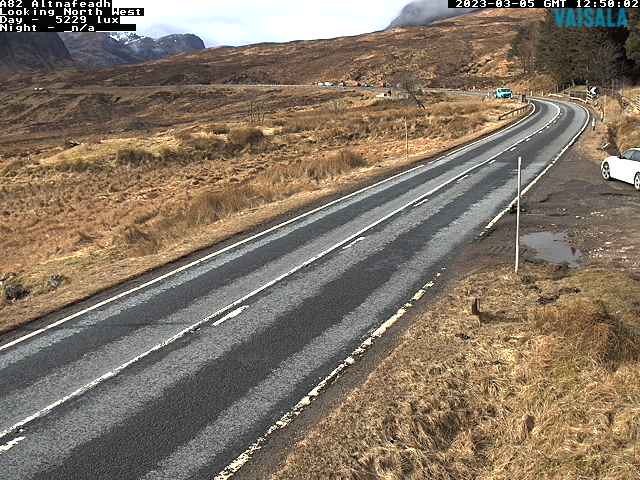 A82 Altnafeadh
2023-03-05 GMT 12:50:02
Looking North West
VAISALA
Day - 5229 lux
Night - n/a